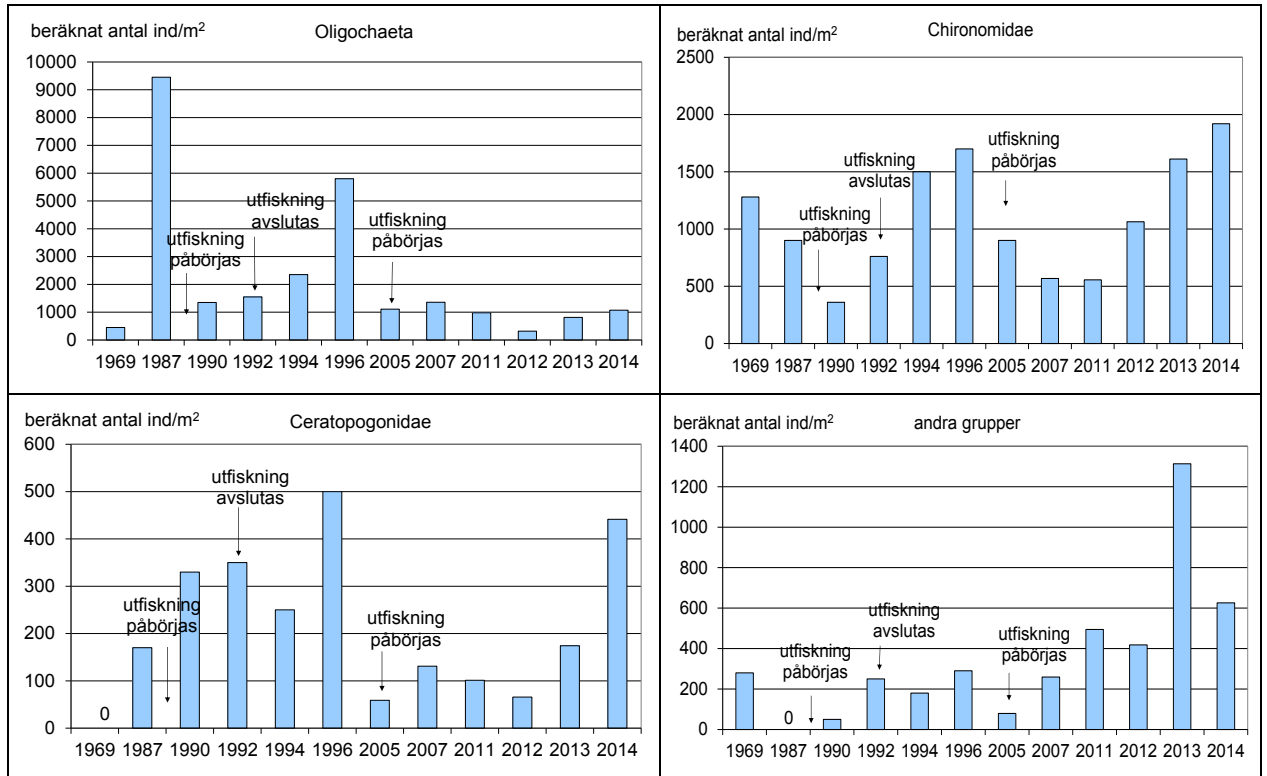 beräknat antal ind/m²
Oligochaeta
10000
9000
8000
7000
6000
5000
4000
3000
2000
1000
0
utfiskning
påbörjas
utfiskning
avslutas
utfiskning
påbörjas
1969 1987 1990 1992 1994 1996 2005 2007 2011 2012 2013 2014
beräknat antal ind/m²
Chironomidae
2500
2000
1500
1000
500
0
utfiskning
påbörjas
utfiskning
avslutas
utfiskning
påbörjas
1969 1987 1990 1992 1994 1996 2005 2007 2011 2012 2013 2014
beräknat antal ind/m²
Ceratopogonidae
600
500
400
300
200
100
0
0
utfiskning
påbörjas
utfiskning
avslutas
utfiskning
påbörjas
1969 1987 1990 1992 1994 1996 2005 2007 2011 2012 2013 2014
beräknat antal ind/m²
andra grupper
1400
1200
1000
800
600
400
200
0
0
utfiskning
påbörjas
utfiskning
avslutas
utfiskning
påbörjas
1969 1987 1990 1992 1994 1996 2005 2007 2011 2012 2013 2014